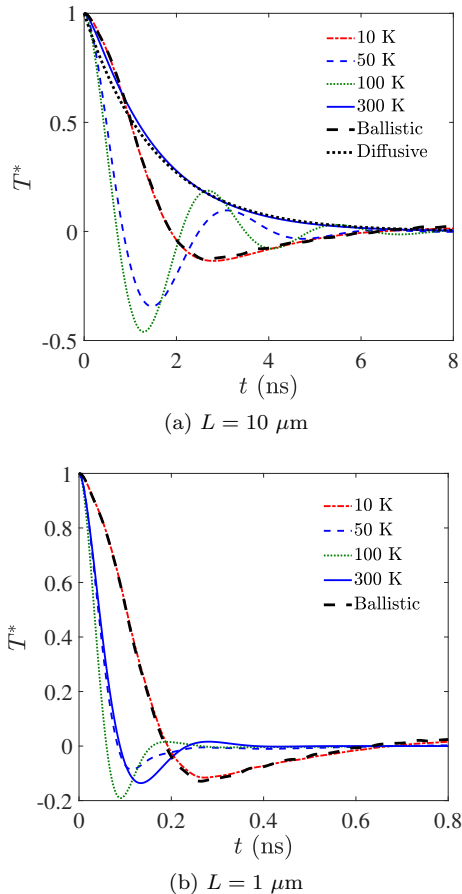 1
0.5
0
-0.5
T*
10 K
50 K
100 K
300 K
Ballistic
Diffusive
0 2 4 6 8
t (ns)
(a) L = 10 μm
1
0.8
0.6
0.4
0.2
0
-0.2
T*
10 K
50 K
100 K
300 K
Ballistic
0 0.2 0.4 0.6 0.8
t (ns)
(b) L = 1 μm